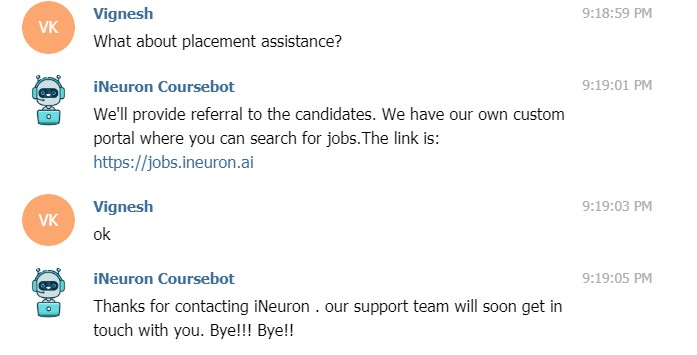 VK
Vignesh 9:18:59 PM
What about placement assistance?
iNeuron Coursebot 9:19:01 PM
We'll provide referral to the candidates. We have our own custom
portal where you can search for jobs.The link is:
https://jobs.ineuron.ai
VK
Vignesh 9:19:03 PM
ok
iNeuron Coursebot 9:19:05 PM
Thanks for contacting iNeuron . our support team will soon get in
touch with you. Bye!!! Bye!!